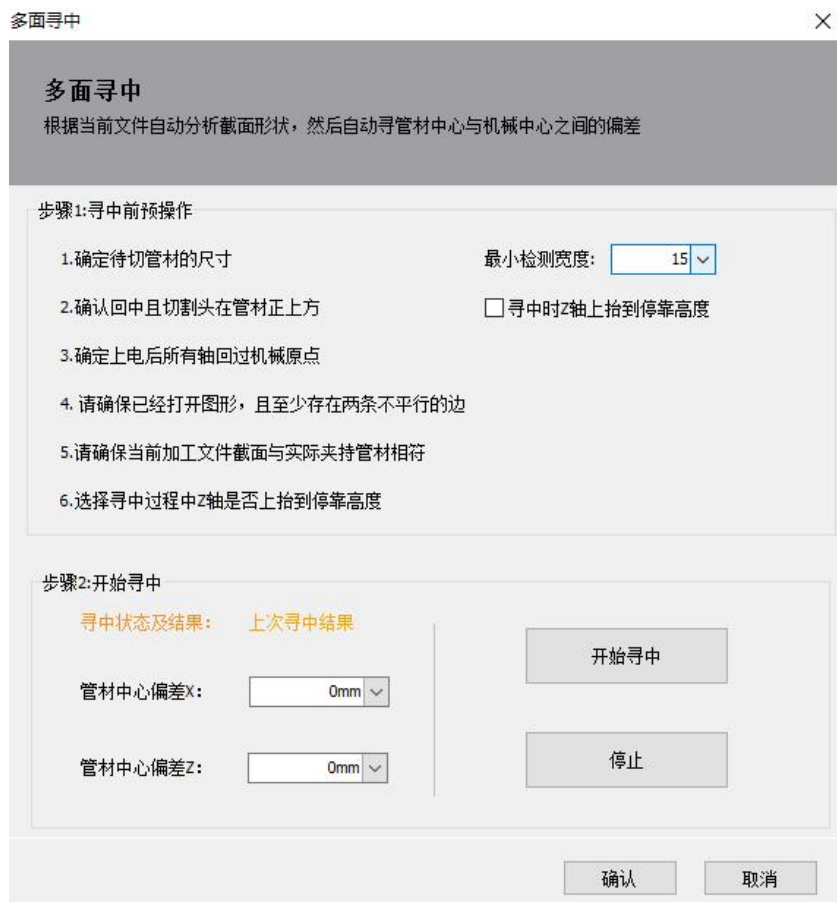 多面寻中
多面寻中
根据当前文件自动分析截面形状，然后自动寻管材中心与机械中心之间的偏差
步骤1:寻中前预操作
1.确定待切管材的尺寸
最小检测宽度: 15
2.确认回中且切割头在管材正上方
寻中时Z轴上抬到停靠高度
3.确定上电后所有轴回过机械原点
4. 请确保已经打开图形，且至少存在两条不平行的边
5.请确保当前加工文件截面与实际夹持管材相符
6.选择寻中过程中Z轴是否上抬到停靠高度
步骤2:开始寻中
寻中状态及结果: 上次寻中结果
开始寻中
管材中心偏差X: 0mm
管材中心偏差Z: 0mm
停止
确认 取消